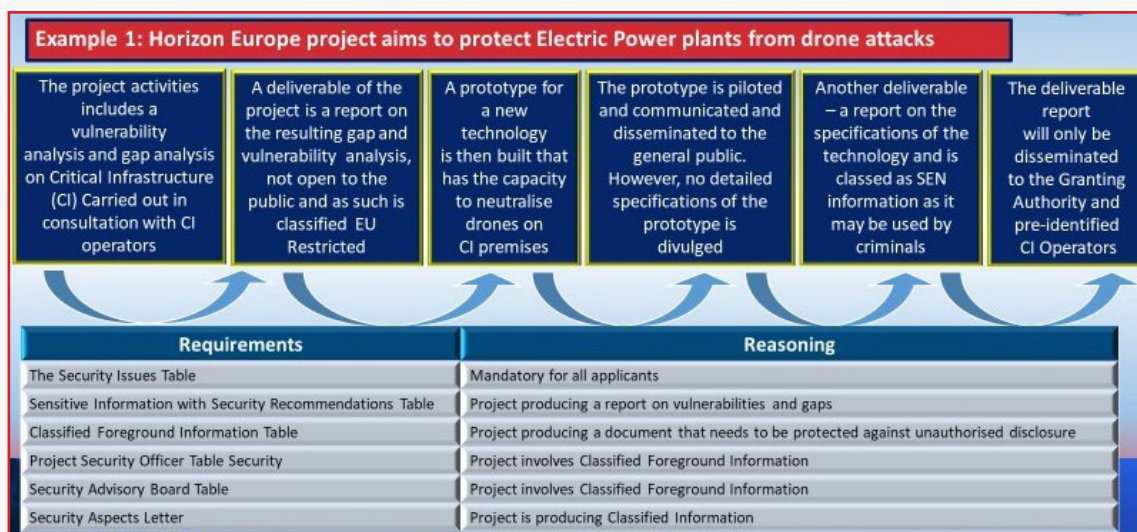 Example 1: Horizon Europe project aims to protect Electric Power plants from drone attacks
The project activities
includes a
vulnerability
analysis and gap analysis
on Critical Infrastructure
(CI) Carried out in
consultation with CI
operators
A deliverable of the
project is a report on
the resulting gap and
vulnerability analysis,
not open to the
public and as such is
classified EU
Restricted
A prototype for
a new
technology
is then built that
has the capacity
to neutralise
drones on
CI premises
The prototype is piloted
and communicated and
disseminated to the
general public.
However, no detailed
specifications of the
prototype is
divulged
Another deliverable
– a report on the
specifications of the
technology and is
classed as SEN
information as it
may be used by
criminals
The deliverable
report
will only be
disseminated
to the Granting
Authority and
pre-identified
CI Operators
Requirements Reasoning
The Security Issues Table Mandatory for all applicants
Sensitive Information with Security Recommendations Table Project producing a report on vulnerabilities and gaps
Classified Foreground Information Table Project producing a document that needs to be protected against unauthorised disclosure
Project Security Officer Table Security Project involves Classified Foreground Information
Security Advisory Board Table Project involves Classified Foreground Information
Security Aspects Letter Project is producing Classified Information